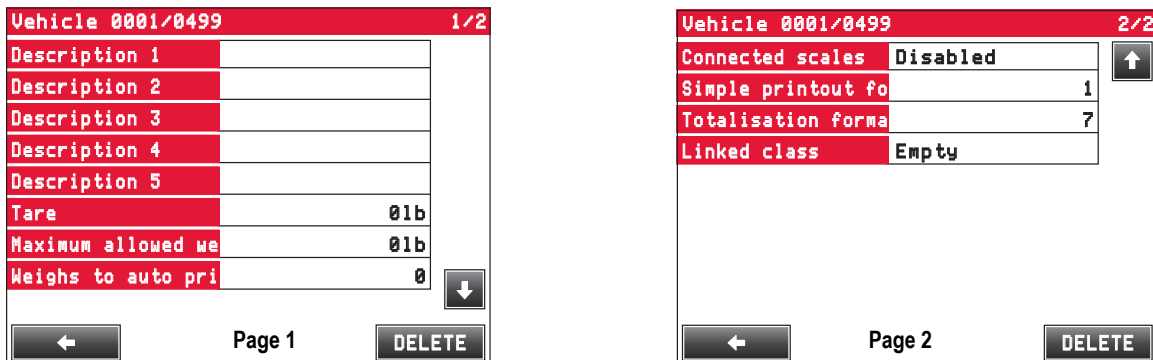 Vehicle 0001/0499 1/2
Description 1
Description 2
Description 3
Description 4
Description 5
Tare 0lb
Maximum allowed we 0lb
Weighs to auto pri 0
Page 1 DELETE
Vehicle 0001/0499 2/2
Connected scales Disabled
Simple printout fo 1
Totalisation forma 7
Linked class Empty
Page 2 DELETE